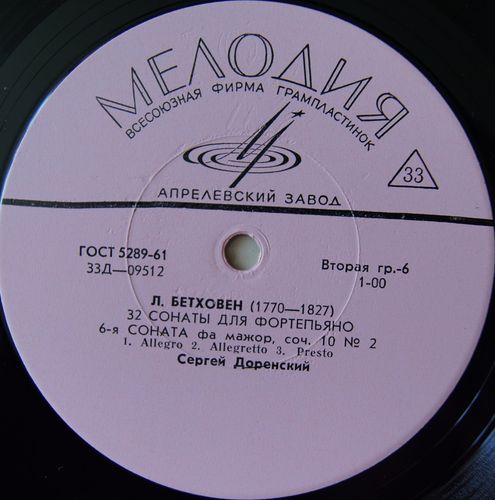 МЕЛОДИЯ
ВСЕСОЮЗНАЯ ФИРМА ГРАМПЛАСТИНОК
33
АПРЕЛЕВСКИЙ ЗАВОД
ГОСТ 5289-61
33Д—09512
Вторая гр.-6
1-00
Л. БЕТХОВЕН (1770—1827)
32 СОНАТЫ ДЛЯ ФОРТЕПЬЯНО
6-я СОНАТА фа мажор, соч. 10 № 2
1. Allegro 2. Allegretto 3. Presto
Сергей Доренский